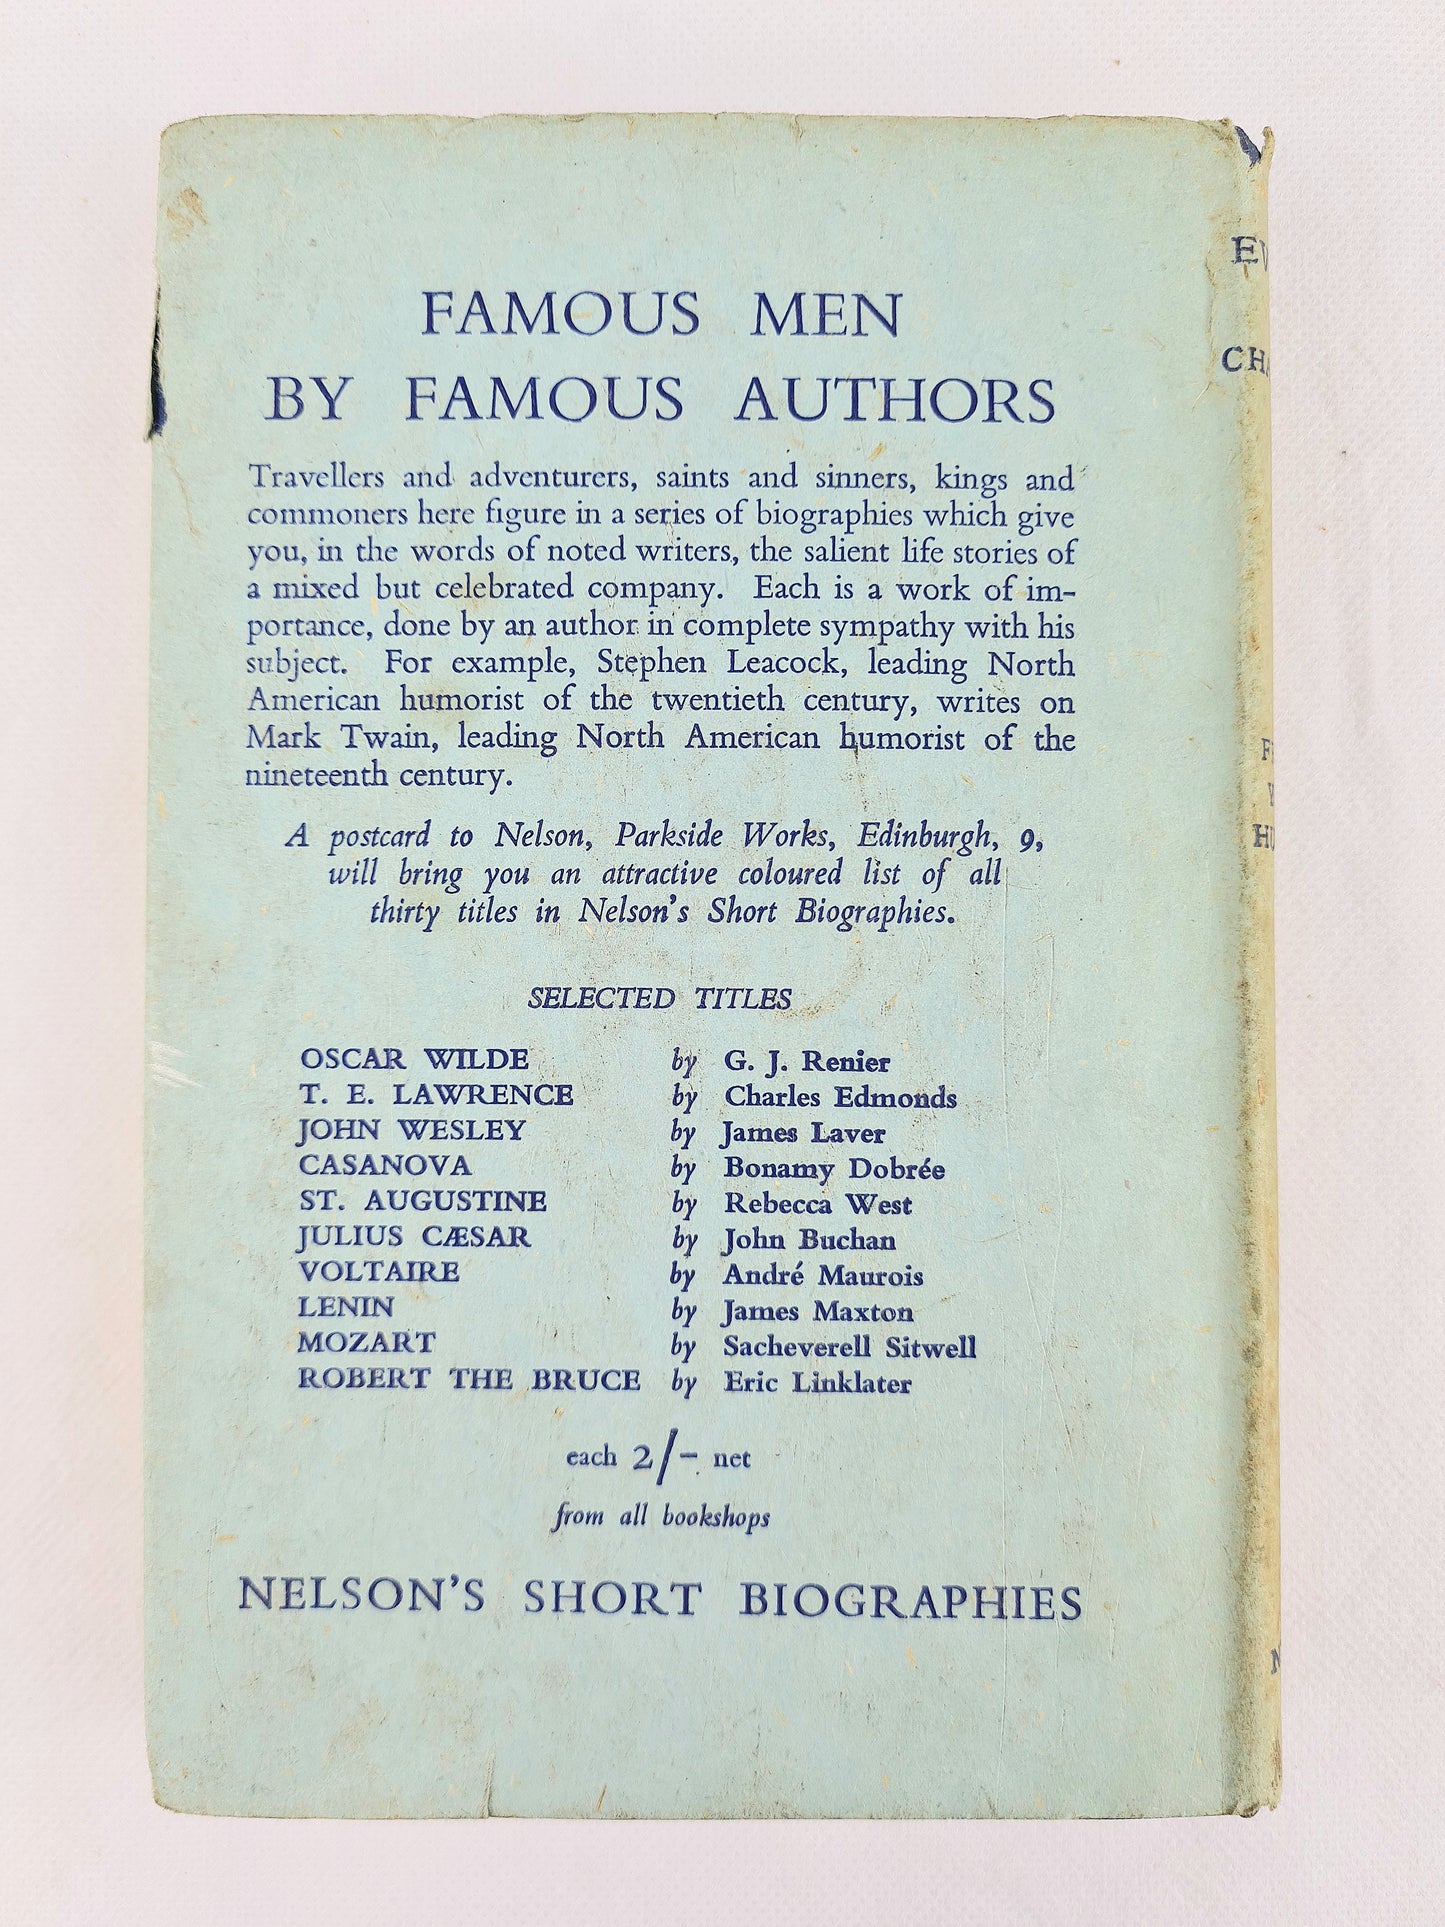 FAMOUS MEN
BY FAMOUS AUTHORS
Travellers and adventurers, saints and sinners, kings and
commoners here figure in a series of biographies which give
you, in the words of noted writers, the salient life stories of
a mixed but celebrated company. Each is a work of im-
portance, done by an author in complete sympathy with his
subject. For example, Stephen Leacock, leading North
American humorist of the twentieth century, writes on
Mark Twain, leading North American humorist of the
nineteenth century.
A postcard to Nelson, Parkside Works, Edinburgh, 9,
will bring you an attractive coloured list of all
thirty titles in Nelson's Short Biographies.
SELECTED TITLES
OSCAR WILDE by G. J. Renier
T. E. LAWRENCE by Charles Edmonds
JOHN WESLEY by James Laver
CASANOVA by Bonamy Dobrée
ST. AUGUSTINE by Rebecca West
JULIUS CÆSAR by John Buchan
VOLTAIRE by André Maurois
LENIN by James Maxton
MOZART by Sacheverell Sitwell
ROBERT THE BRUCE by Eric Linklater
each 2/- net
from all bookshops
NELSON'S SHORT BIOGRAPHIES